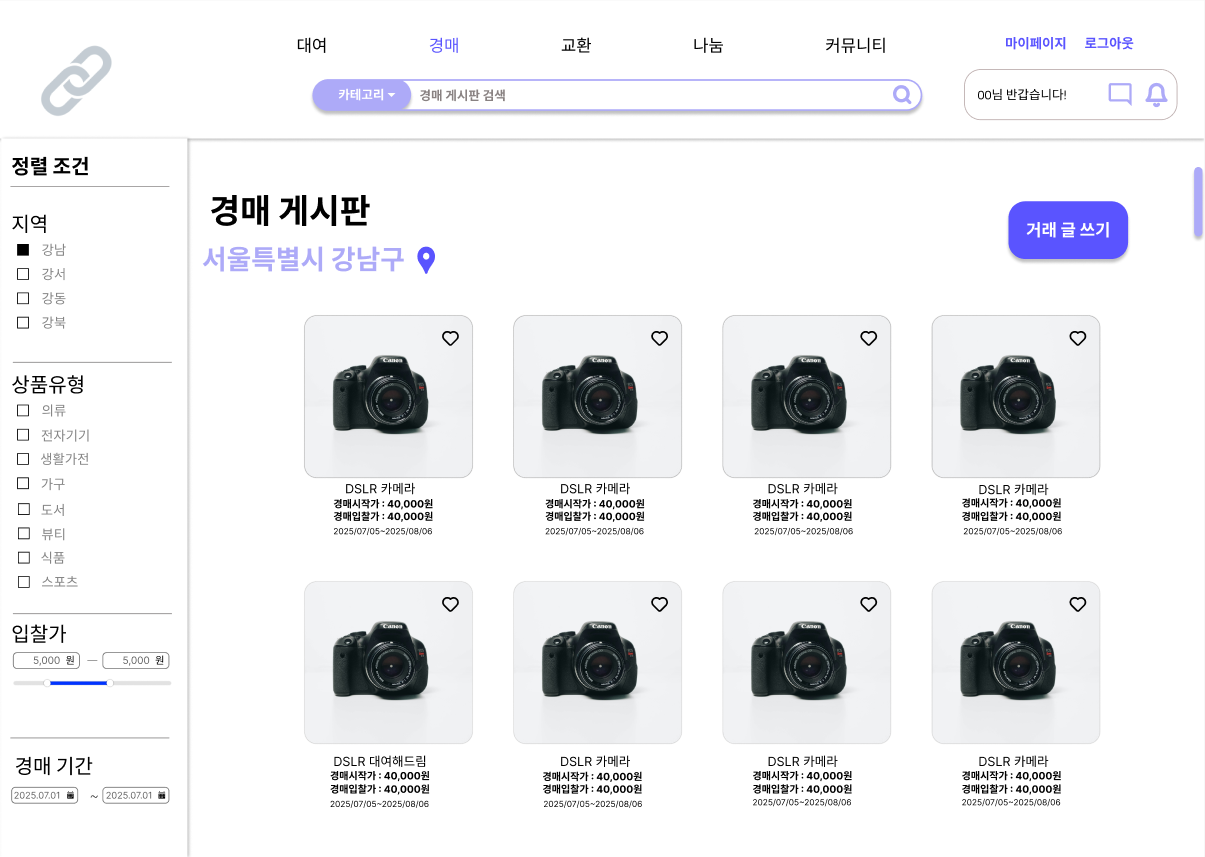 대여 경매 교환 나눔 커뮤니티
마이페이지 로그아웃
카테고리 경매 게시판 검색
00님 반갑습니다!
정렬 조건
지역
강남
강서
강동
강북
상품유형
의류
전자기기
생활가전
가구
도서
뷰티
식품
스포츠
입찰가
5,000 원 — 5,000 원
경매 기간
2025.07.01 ~ 2025.07.01
경매 게시판
서울특별시 강남구
거래 글 쓰기
Canon Canon Canon Canon
DSLR 카메라 DSLR 카메라 DSLR 카메라 DSLR 카메라
경매시작가 : 40,000원 경매시작가 : 40,000원 경매시작가 : 40,000원 경매시작가 : 40,000원
경매입찰가 : 40,000원 경매입찰가 : 40,000원 경매입찰가 : 40,000원 경매입찰가 : 40,000원
2025/07/05~2025/08/06 2025/07/05~2025/08/06 2025/07/05~2025/08/06 2025/07/05~2025/08/06
Canon Canon Canon Canon
DSLR 대여해드림 DSLR 카메라 DSLR 카메라 DSLR 카메라
경매시작가 : 40,000원 경매시작가 : 40,000원 경매시작가 : 40,000원 경매시작가 : 40,000원
경매입찰가 : 40,000원 경매입찰가 : 40,000원 경매입찰가 : 40,000원 경매입찰가 : 40,000원
2025/07/05~2025/08/06 2025/07/05~2025/08/06 2025/07/05~2025/08/06 2025/07/05~2025/08/06